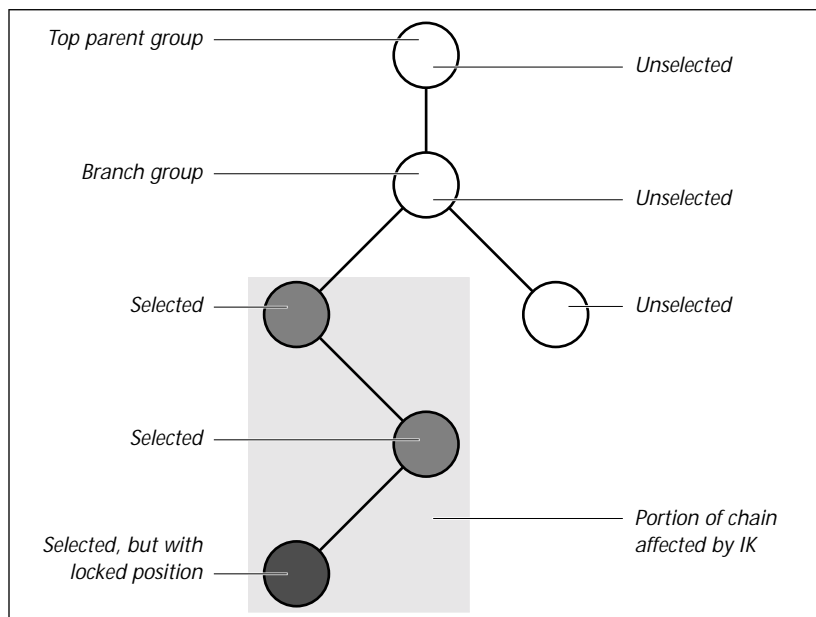 Top parent group
Unselected
Branch group
Unselected
Selected
Unselected
Selected
Selected, but with
locked position
Portion of chain
affected by IK